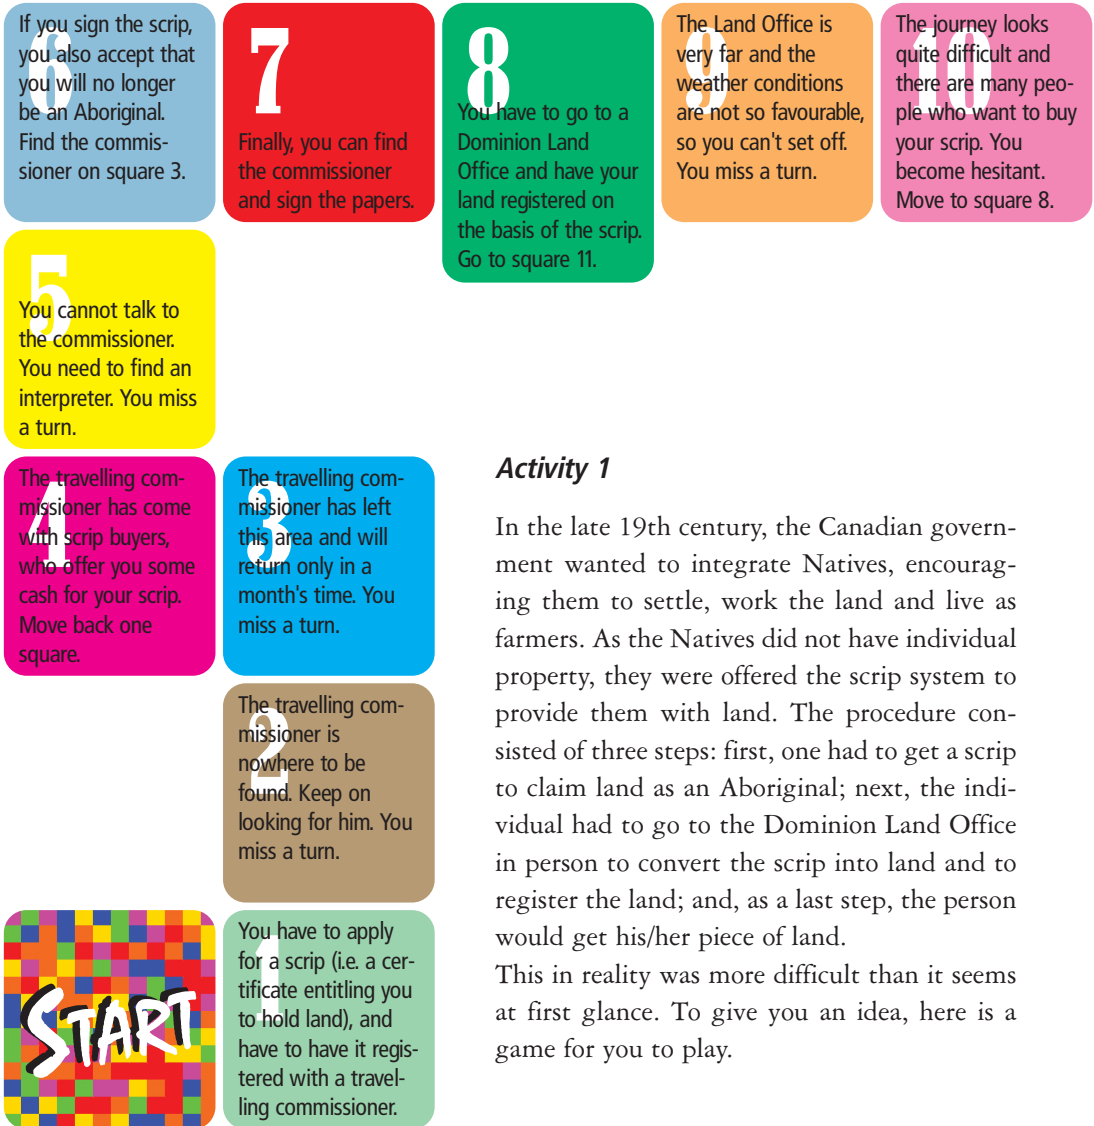 If you sign the scrip,
you also accept that
you will no longer
be an Aboriginal.
Find the commis-
sioner on square 3.
6
7
Finally, you can find
the commissioner
and sign the papers.
8
You have to go to a
Dominion Land
Office and have your
land registered on
the basis of the scrip.
Go to square 11.
The Land Office is
very far and the
weather conditions
are not so favourable,
so you can't set off.
You miss a turn.
9
The journey looks
quite difficult and
there are many peo-
ple who want to buy
your scrip. You
become hesitant.
Move to square 8.
10
5
You cannot talk to
the commissioner.
You need to find an
interpreter. You miss
a turn.
The travelling com-
missioner has come
with scrip buyers,
who offer you some
cash for your scrip.
Move back one
square.
4
The travelling com-
missioner has left
this area and will
return only in a
month's time. You
miss a turn.
3
The travelling com-
missioner is
nowhere to be
found. Keep on
looking for him. You
miss a turn.
2
START
You have to apply
for a scrip (i.e. a cer-
tificate entitling you
to hold land), and
have to have it regis-
tered with a travel-
ling commissioner.
1
Activity 1
In the late 19th century, the Canadian govern-
ment wanted to integrate Natives, encourag-
ing them to settle, work the land and live as
farmers. As the Natives did not have individual
property, they were offered the scrip system to
provide them with land. The procedure con-
sisted of three steps: first, one had to get a scrip
to claim land as an Aboriginal; next, the indi-
vidual had to go to the Dominion Land Office
in person to convert the scrip into land and to
register the land; and, as a last step, the person
would get his/her piece of land.
This in reality was more difficult than it seems
at first glance. To give you an idea, here is a
game for you to play.